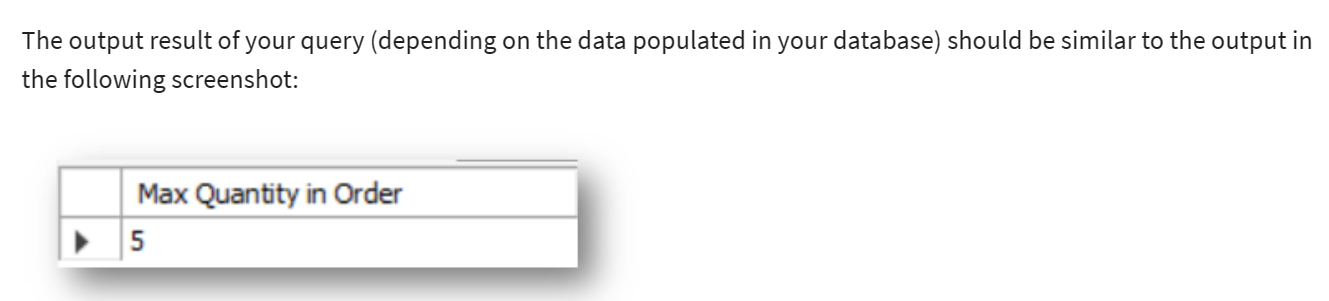 The output result of your query (depending on the data populated in your database) should be similar to the output in
the following screenshot:
Max Quantity in Order
5